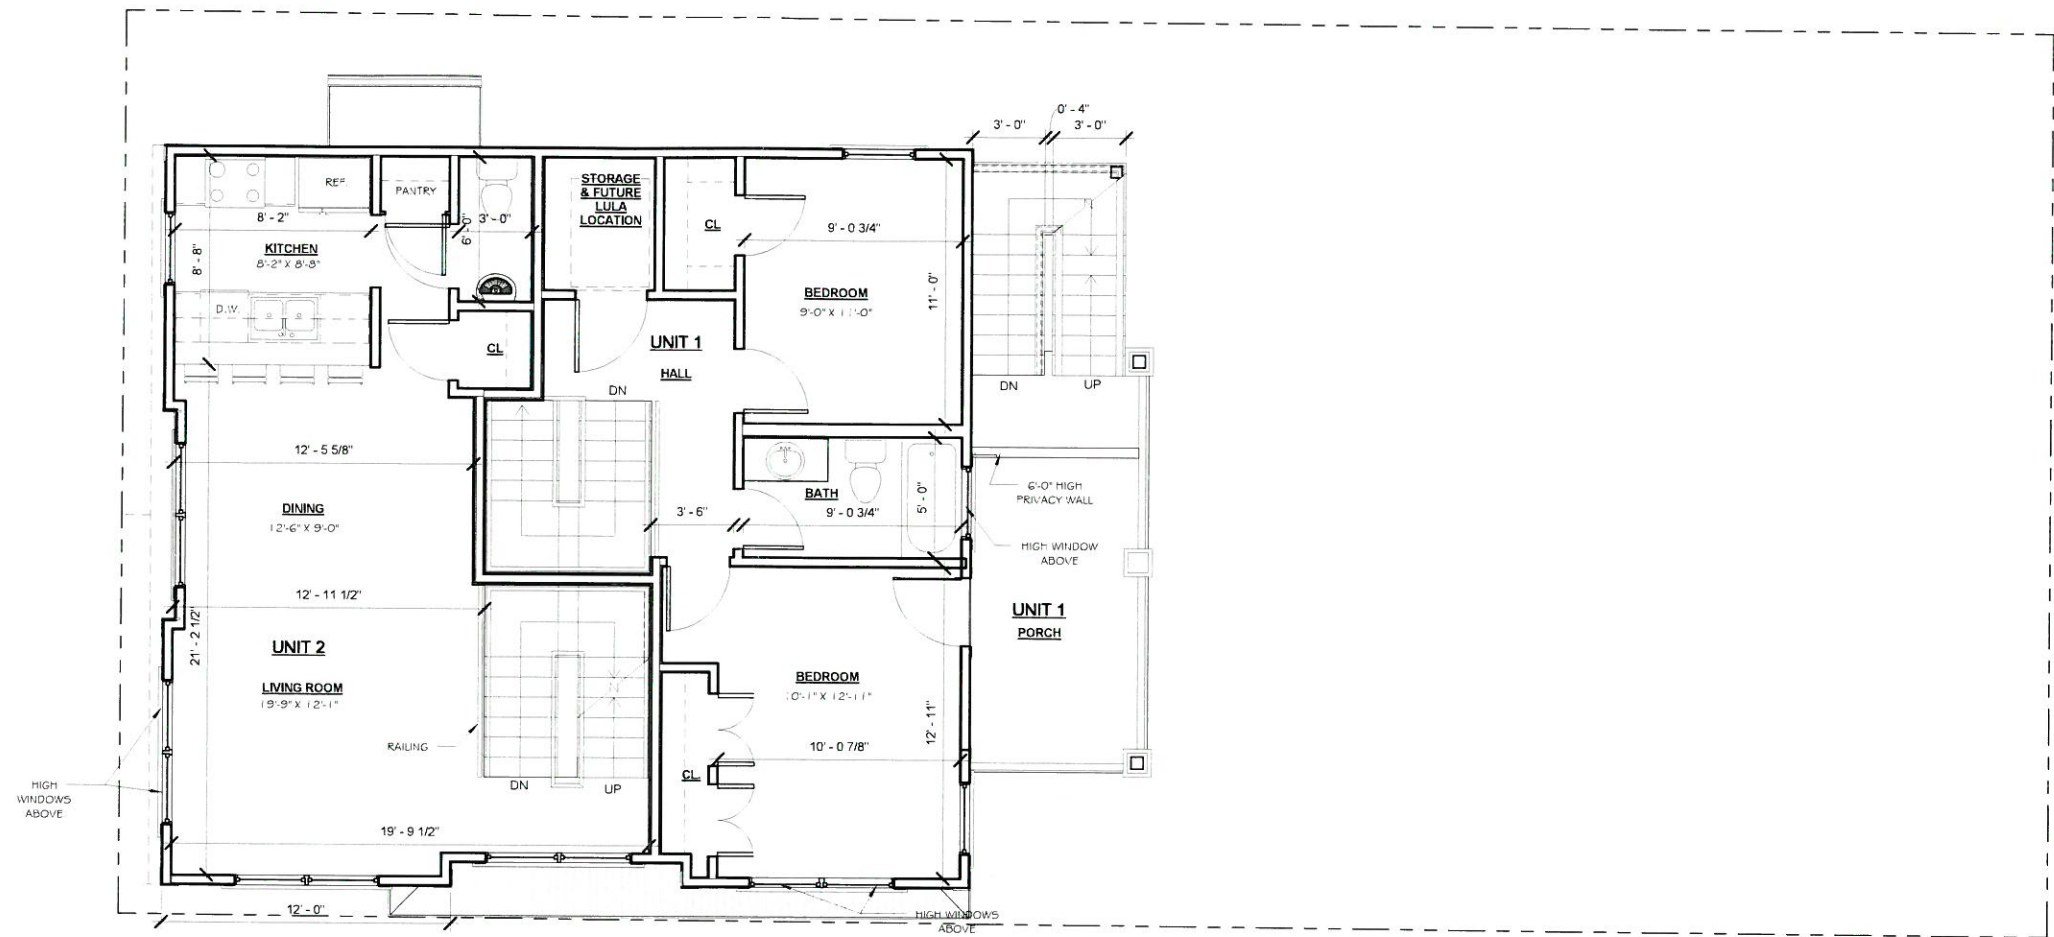 0' - 4"
3' - 0"
3' - 0"
REF
PANTRY
STORAGE
& FUTURE
LULA
LOCATION
8' - 2"
6' - 0"
3' - 0"
CL
9' - 0 3/4"
KITCHEN
8'-2" X 8'-8"
8' - 8"
BEDROOM
9'-0" X 11'-0"
11' - 0"
D.W.
CL
UNIT 1
HALL
DN
DN
UP
12' - 5 5/8"
BATH
9' - 0 3/4"
5' - 0"
6'-0" HIGH
PRIVACY WALL
DINING
12'-6" X 9'-0"
3' - 6"
HIGH WINDOW
ABOVE
12' - 11 1/2"
21' - 2 1/2"
UNIT 1
PORCH
UNIT 2
LIVING ROOM
19'-9" X 12'-1"
BEDROOM
10'-1" X 12'-11"
12' - 11"
RAILING
10' - 0 7/8"
CL
DN
UP
HIGH
WINDOWS
ABOVE
19' - 9 1/2"
12' - 0"
HIGH WINDOWS
ABOVE